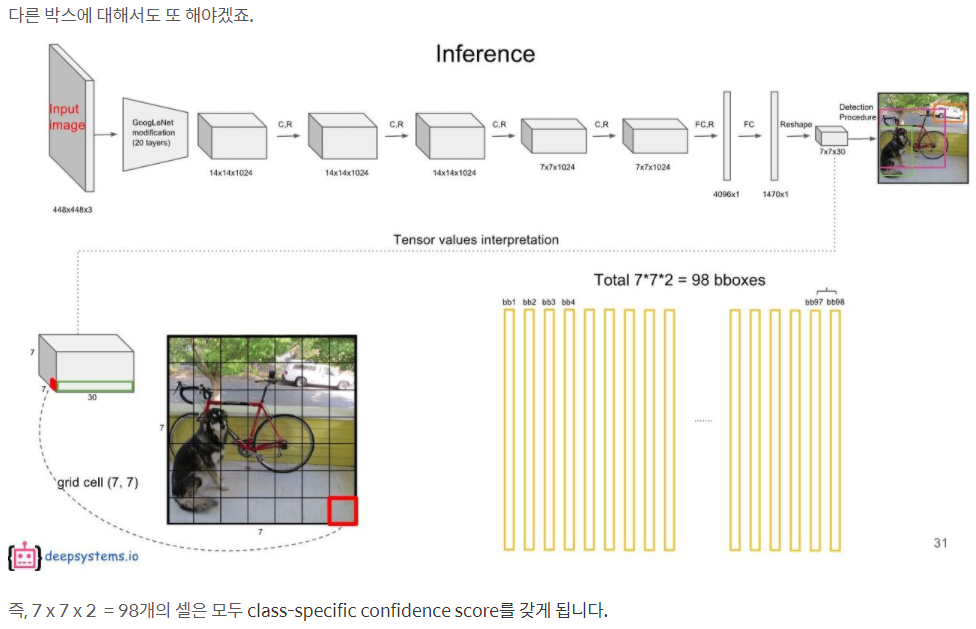 다른 박스에 대해서도 또 해야겠죠.
Inference
Input
image
GoogLeNet
modification
(20 layers)
C,R
C,R
C,R
C,R
FC,R
FC
Reshape
Detection
Procedure
448x448x3
14x14x1024
14x14x1024
14x14x1024
7x7x1024
7x7x1024
4096x1
1470x1
7x7x30
Tensor values interpretation
Total 7*7*2 = 98 bboxes
bb1 bb2 bb3 bb4
bb97 bb98
7
7
30
7
7
grid cell (7, 7)
.......
deepsystems.io
31
즉, 7 x 7 x 2 = 98개의 셀은 모두 class-specific confidence score를 갖게 됩니다.